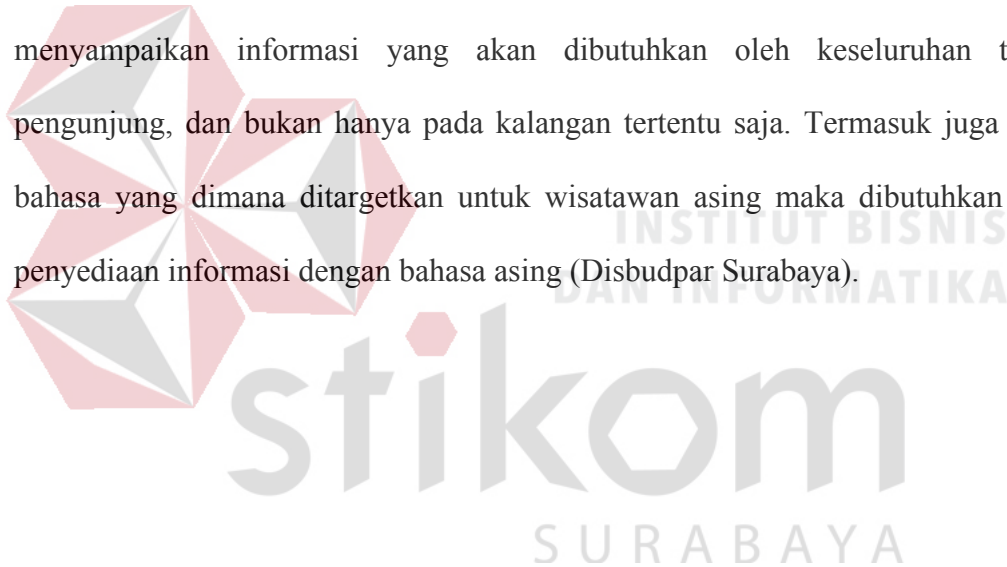 menyampaikan informasi yang akan dibutuhkan oleh keseluruhan
pengunjung, dan bukan hanya pada kalangan tertentu saja. Termasuk juga
bahasa yang dimana ditargetkan untuk wisatawan asing maka dibutuhkan
INSTITUT BISNIS
penyediaan informasi dengan bahasa asing (Disbudpar Surabaya).
DAN INFORMATIKA
stikom
SURABAYA